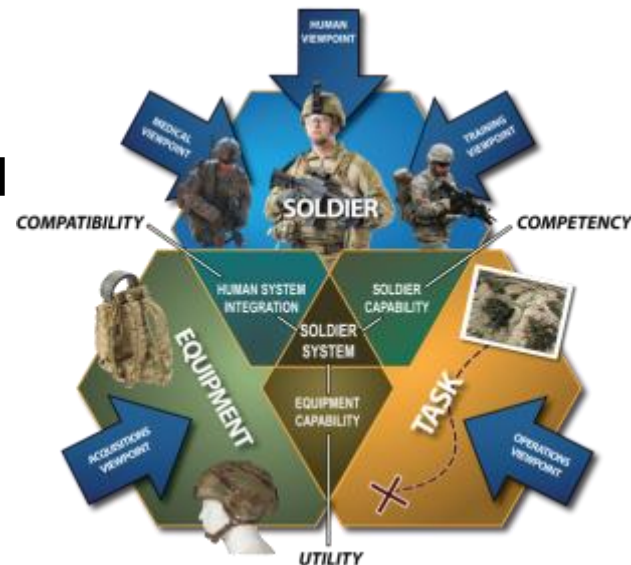 HUMAN
VIEWPOINT
MEDICAL
VIEWPOINT
TRAINING
VIEWPOINT
SOLDIER
COMPATIBILITY
COMPETENCY
HUMAN SYSTEM
INTEGRATION
SOLDIER
CAPABILITY
SOLDIER
SYSTEM
EQUIPMENT
EQUIPMENT
CAPABILITY
TASK
ACQUISITIONS
VIEWPOINT
OPERATIONS
VIEWPOINT
UTILITY